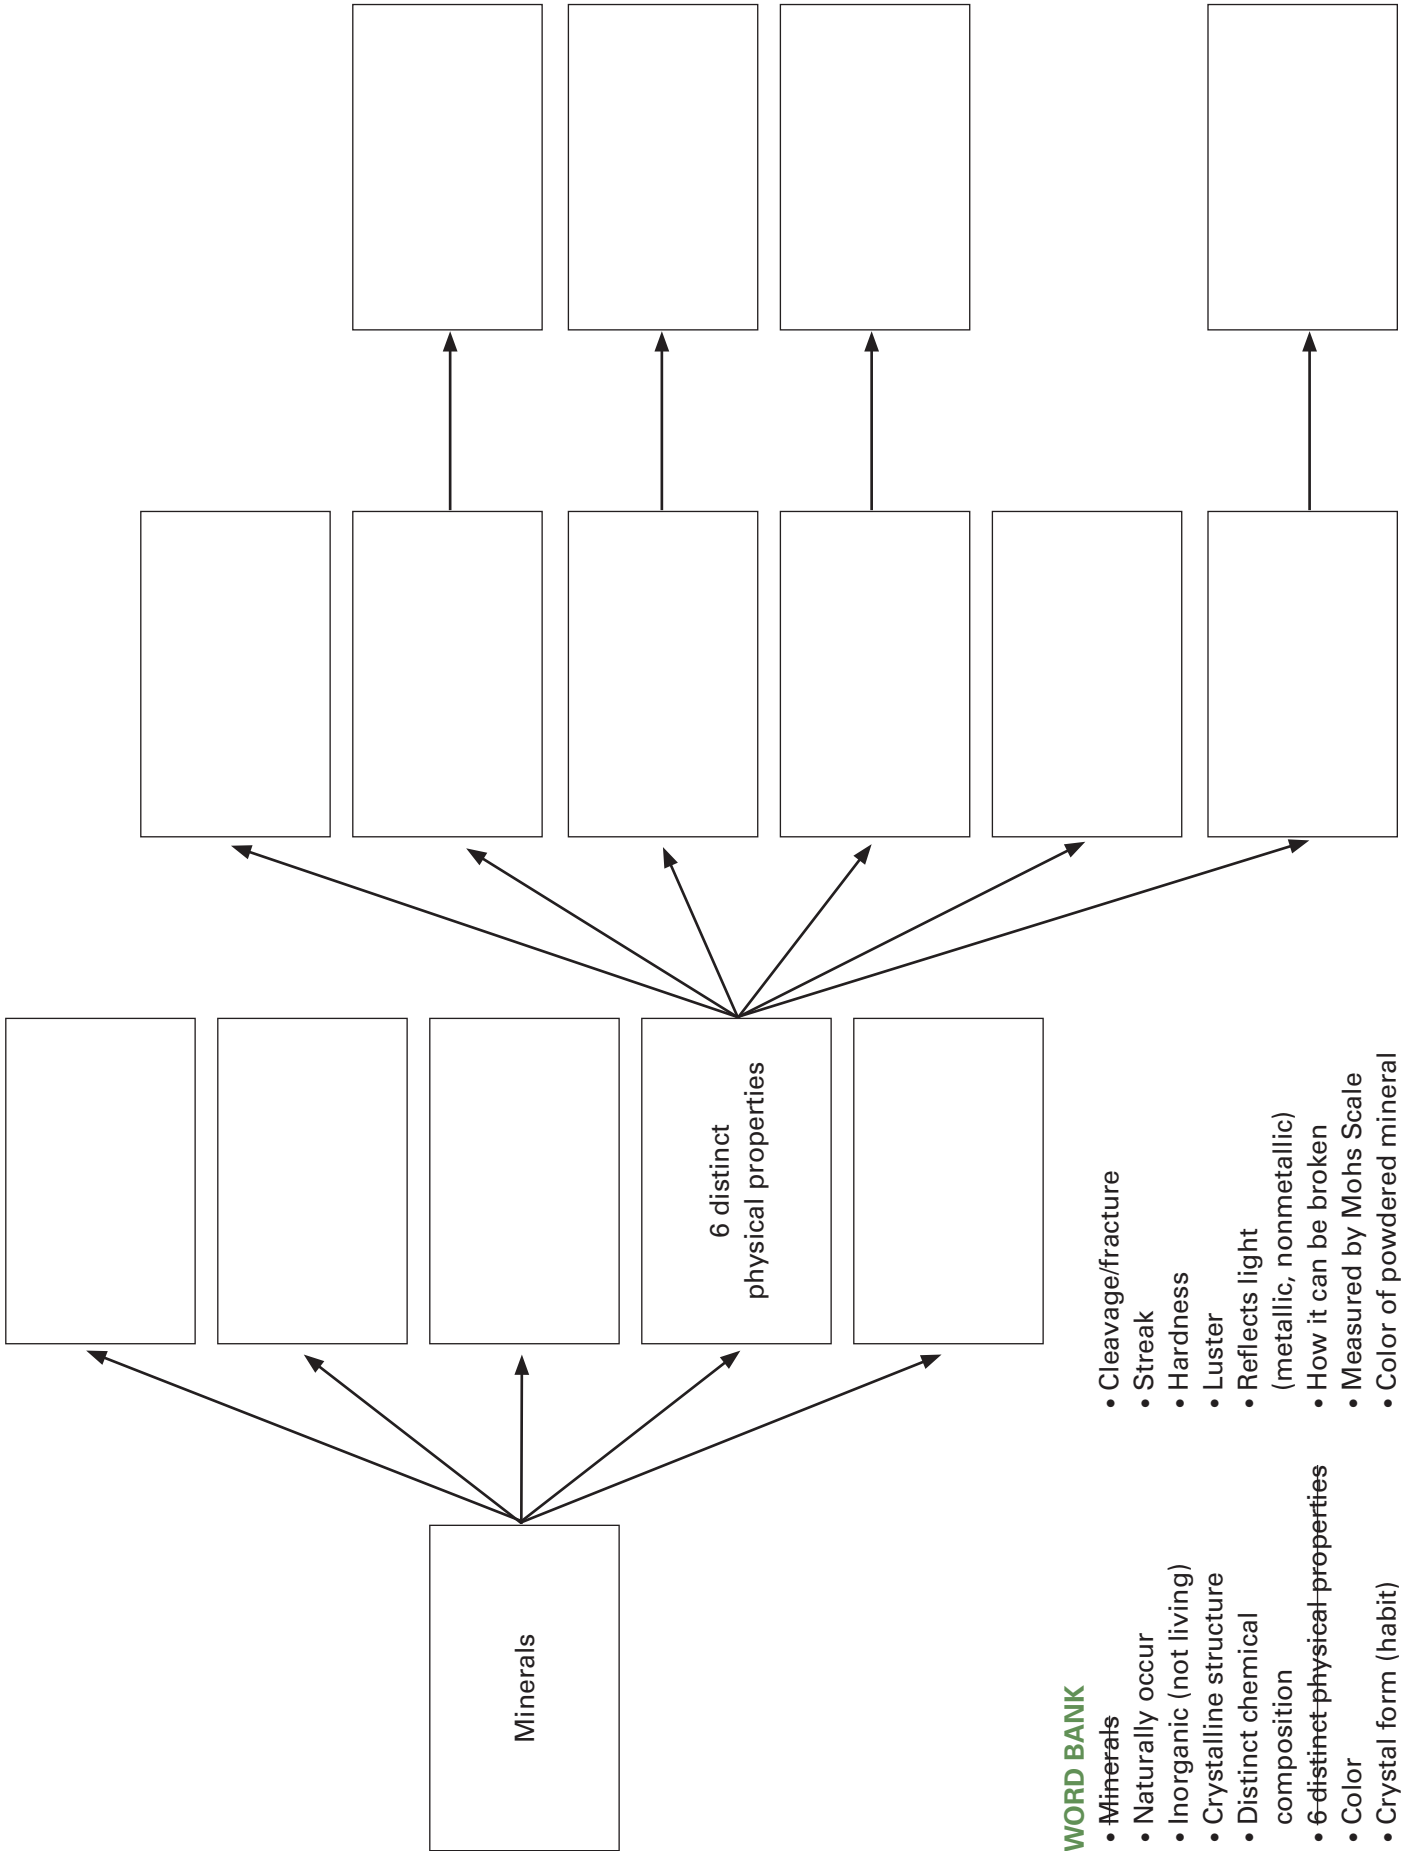 Minerals
6 distinct
physical properties
WORD BANK
• Minerals
• Naturally occur
• Inorganic (not living)
• Crystalline structure
• Distinct chemical
composition
• 6 distinct physical properties
• Color
• Crystal form (habit)
• Cleavage/fracture
• Streak
• Hardness
• Luster
• Reflects light
(metallic, nonmetallic)
• How it can be broken
• Measured by Mohs Scale
• Color of powdered mineral